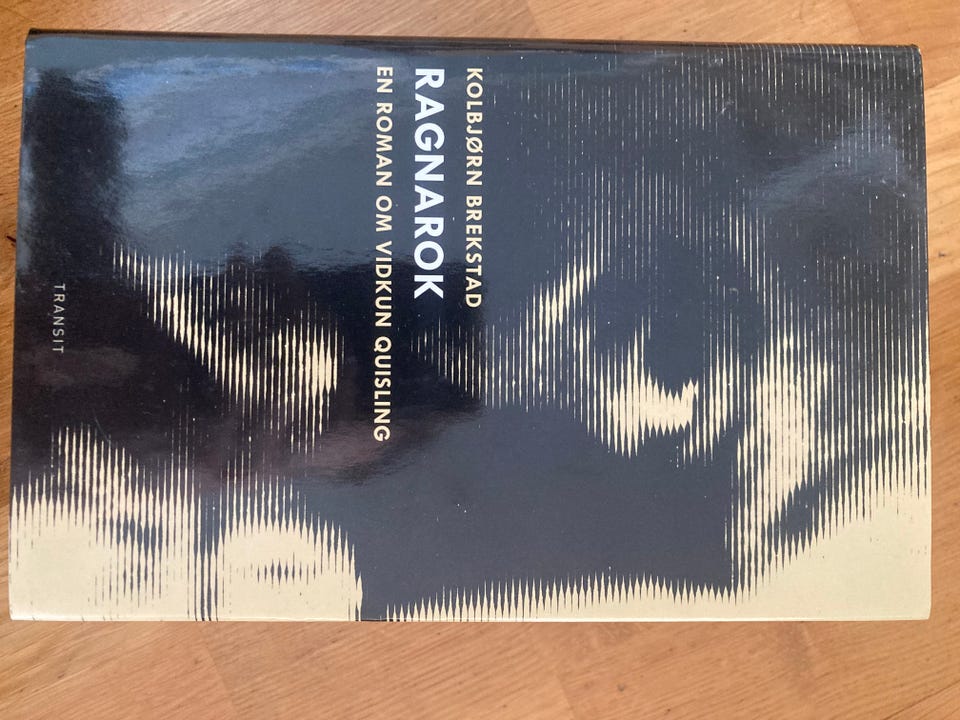 KOLBJØRN BREKSTAD
RAGNAROK
EN ROMAN OM VIDKUN QUISLING
TRANSIT